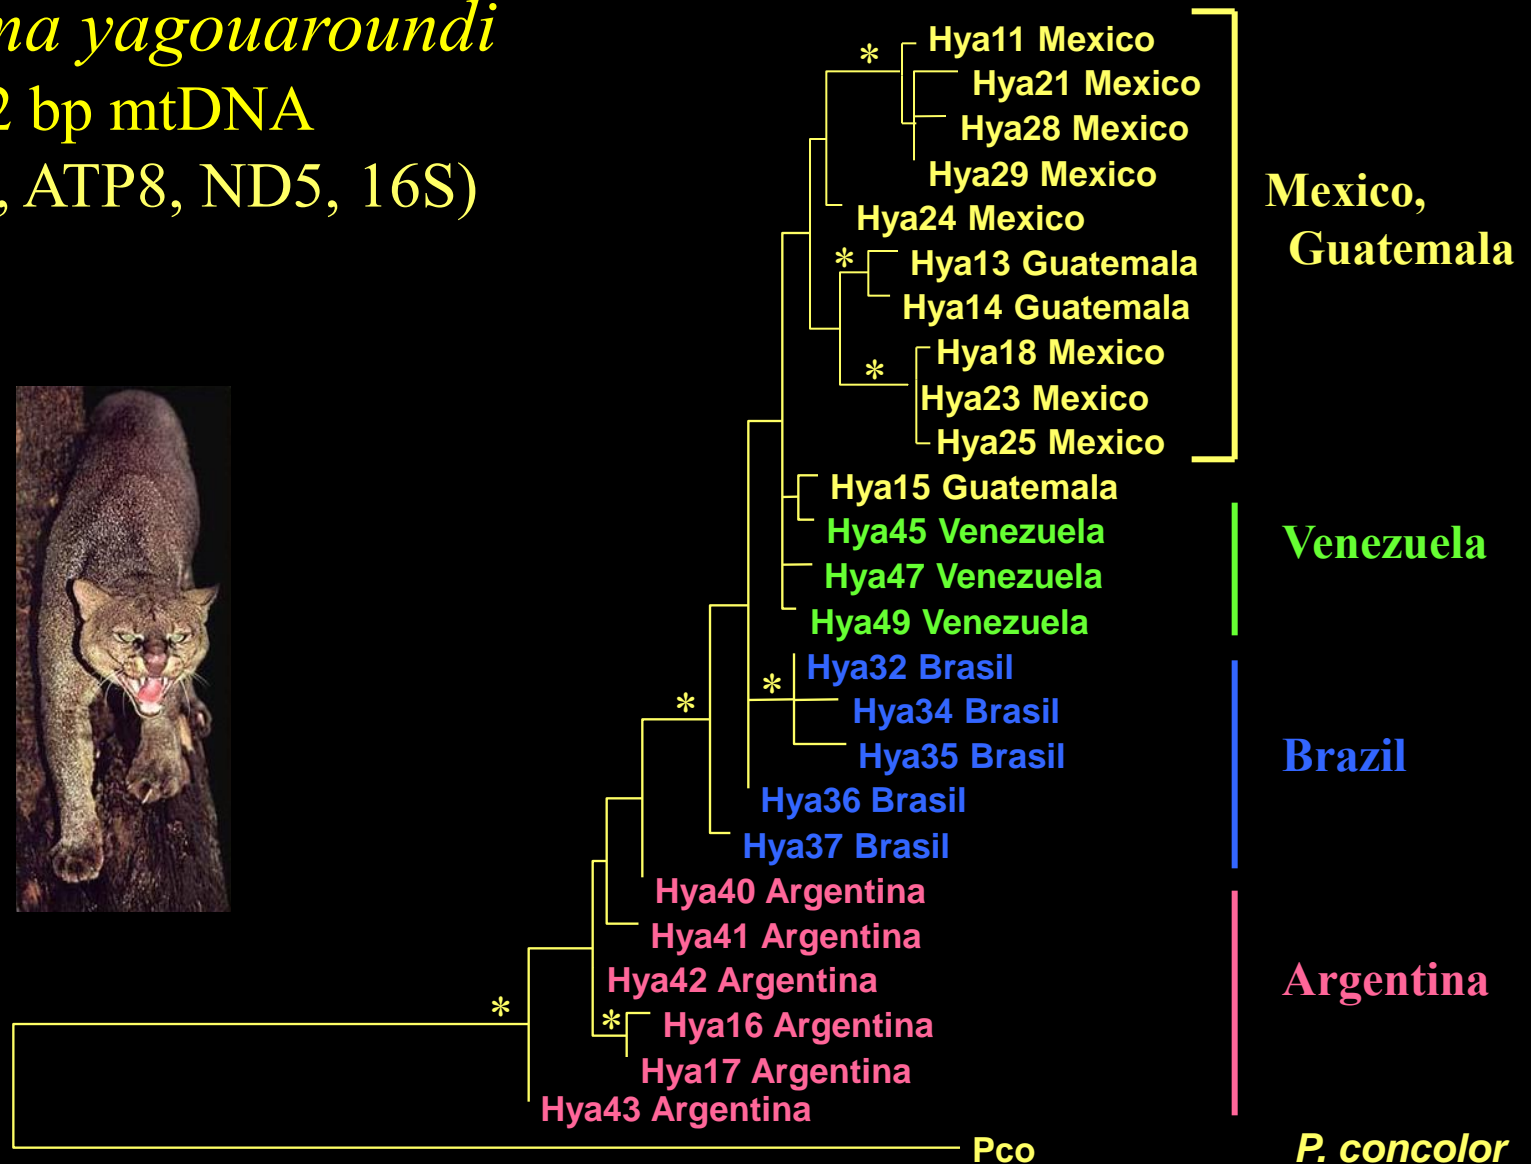 na yagouaroundi
2 bp mtDNA
, ATP8, ND5, 16S)
*
Hya11 Mexico
Hya21 Mexico
Hya28 Mexico
Hya29 Mexico
Hya24 Mexico
*
Hya13 Guatemala
Hya14 Guatemala
Hya18 Mexico
*
Hya23 Mexico
Hya25 Mexico
Mexico,
Guatemala
Hya15 Guatemala
Hya45 Venezuela
Hya47 Venezuela
Hya49 Venezuela
Venezuela
Hya32 Brasil
*
*
Hya34 Brasil
Hya35 Brasil
Hya36 Brasil
Hya37 Brasil
Brazil
Hya40 Argentina
Hya41 Argentina
Hya42 Argentina
*
*
Hya16 Argentina
Hya17 Argentina
Hya43 Argentina
Argentina
Pco
P. concolor